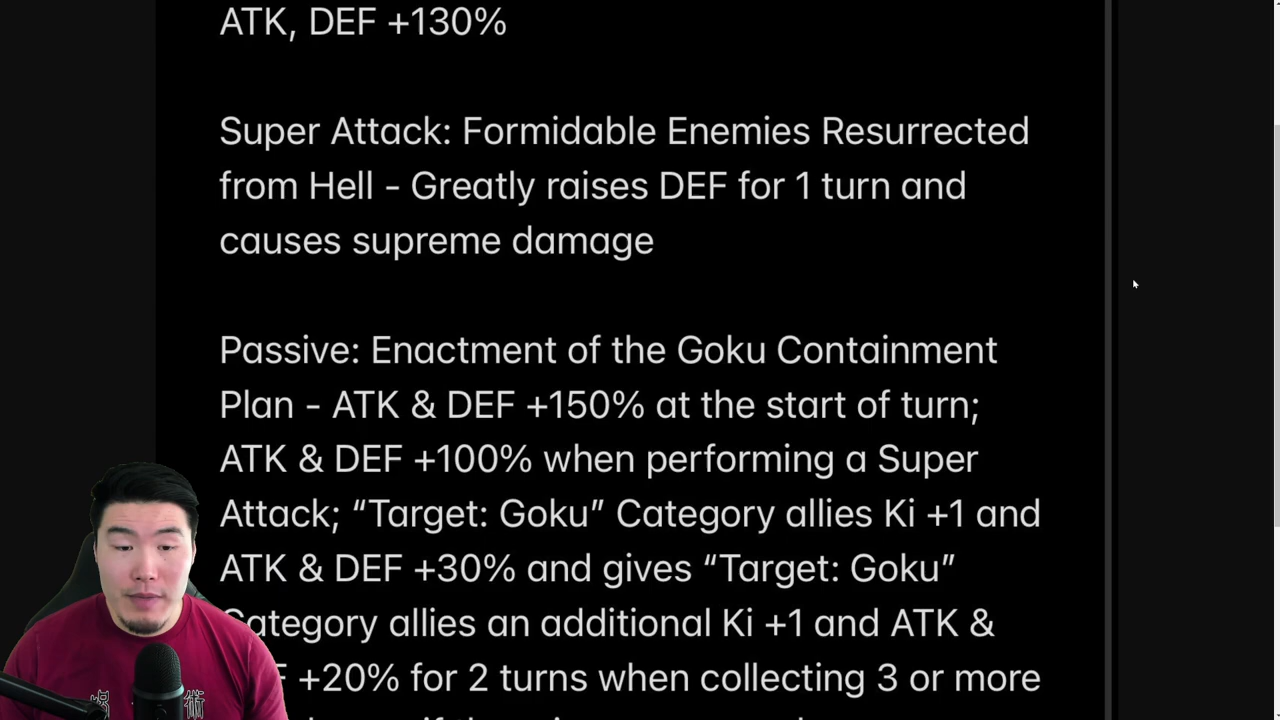 ATK, DEF +130%
Super Attack: Formidable Enemies Resurrected
from Hell - Greatly raises DEF for 1 turn and
causes supreme damage
Passive: Enactment of the Goku Containment
Plan - ATK & DEF +150% at the start of turn;
ATK & DEF +100% when performing a Super
Attack; “Target: Goku” Category allies Ki +1 and
ATK & DEF +30% and gives “Target: Goku”
Category allies an additional Ki +1 and ATK &
+20% for 2 turns when collecting 3 or more